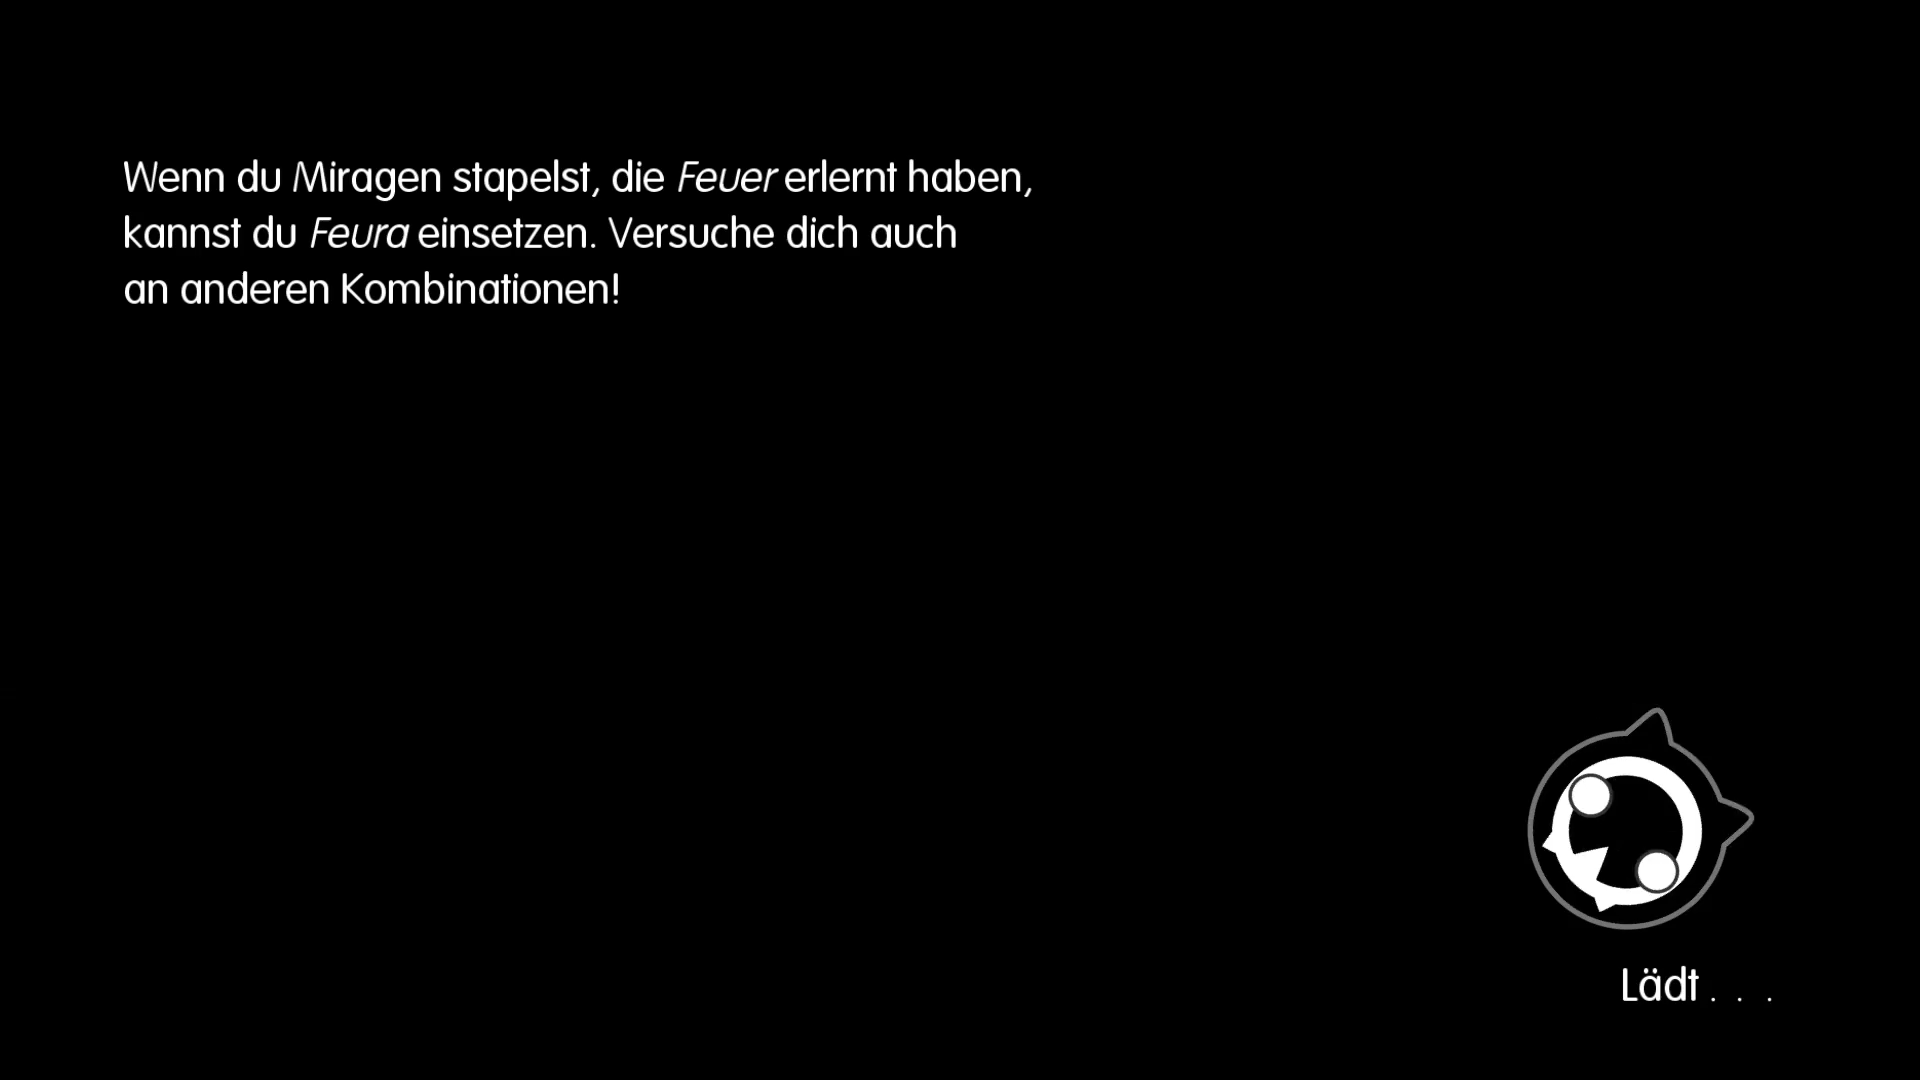 Wenn du Miragen stapelst, die Feuer erlernt haben,
kannst du Feura einsetzen. Versuche dich auch
an anderen Kombinationen!
Lädt . . .